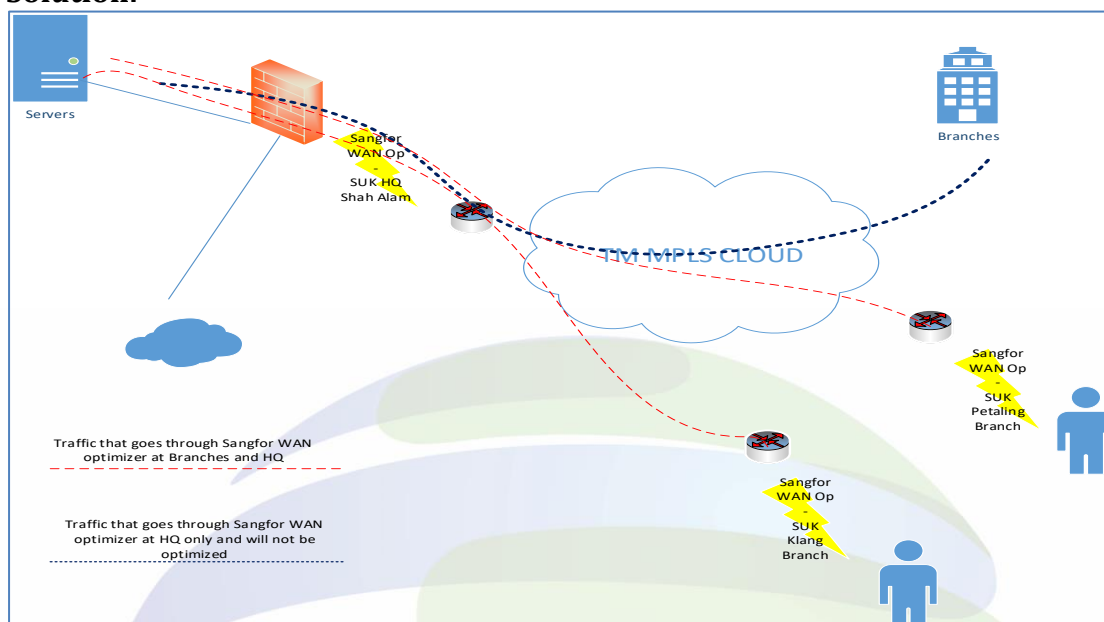 Solution:
Servers
Branches
Sangfor
WAN Op
-
SUK HQ
Shah Alam
TM MPLS CLOUD
Sangfor
WAN Op
-
SUK
Petaling
Branch
Traffic that goes through Sangfor WAN
optimizer at Branches and HQ
Sangfor
WAN Op
-
SUK
Klang
Branch
Traffic that goes through Sangfor WAN
optimizer at HQ only and will not be
optimized